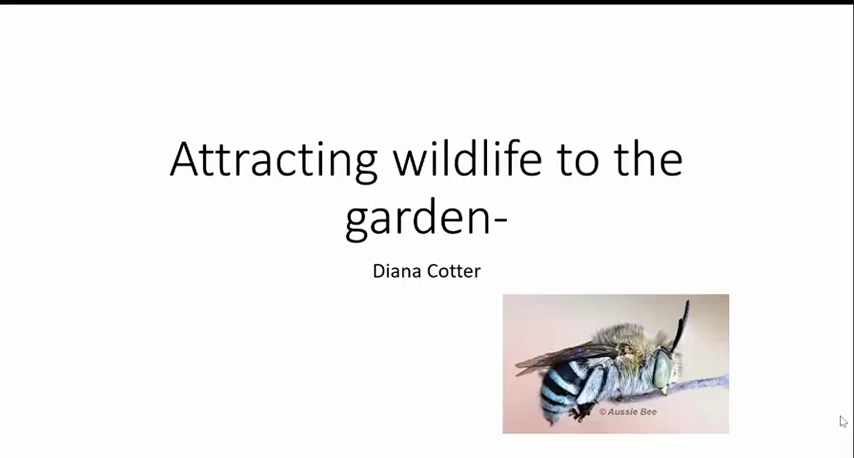 Attracting wildlife to the
garden-
Diana Cotter
© Aussie Bee